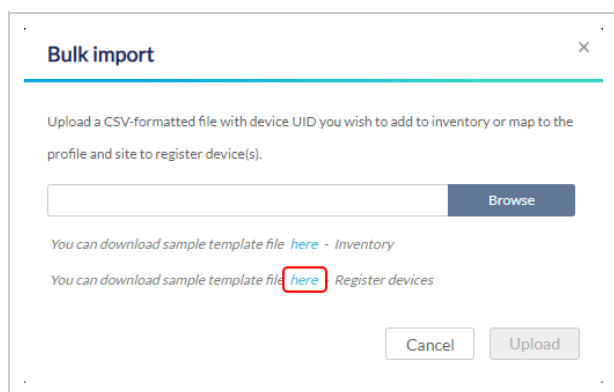 Bulk import
×
Upload a CSV-formatted file with device UID you wish to add to inventory or map to the
profile and site to register device(s).
Browse
You can download sample template file here - Inventory
You can download sample template file here - Register devices
Cancel Upload